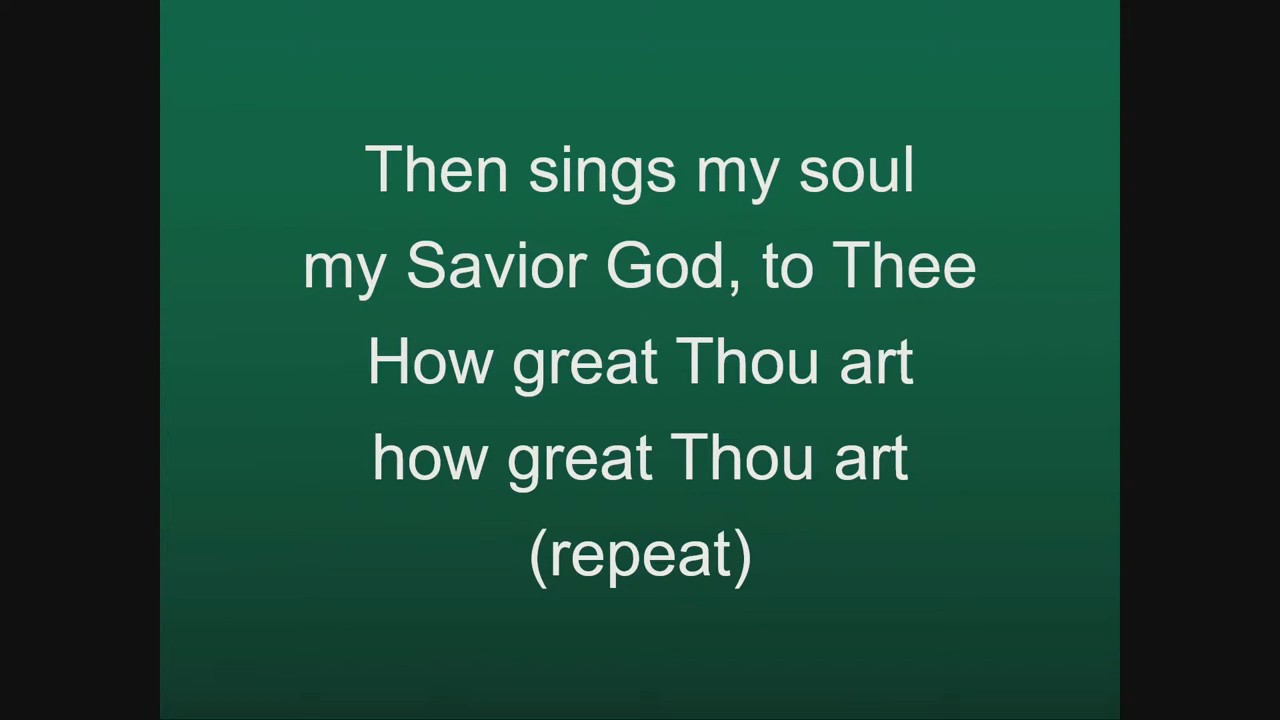 Then sings my soul
my Savior God, to Thee
How great Thou art
how great Thou art
(repeat)